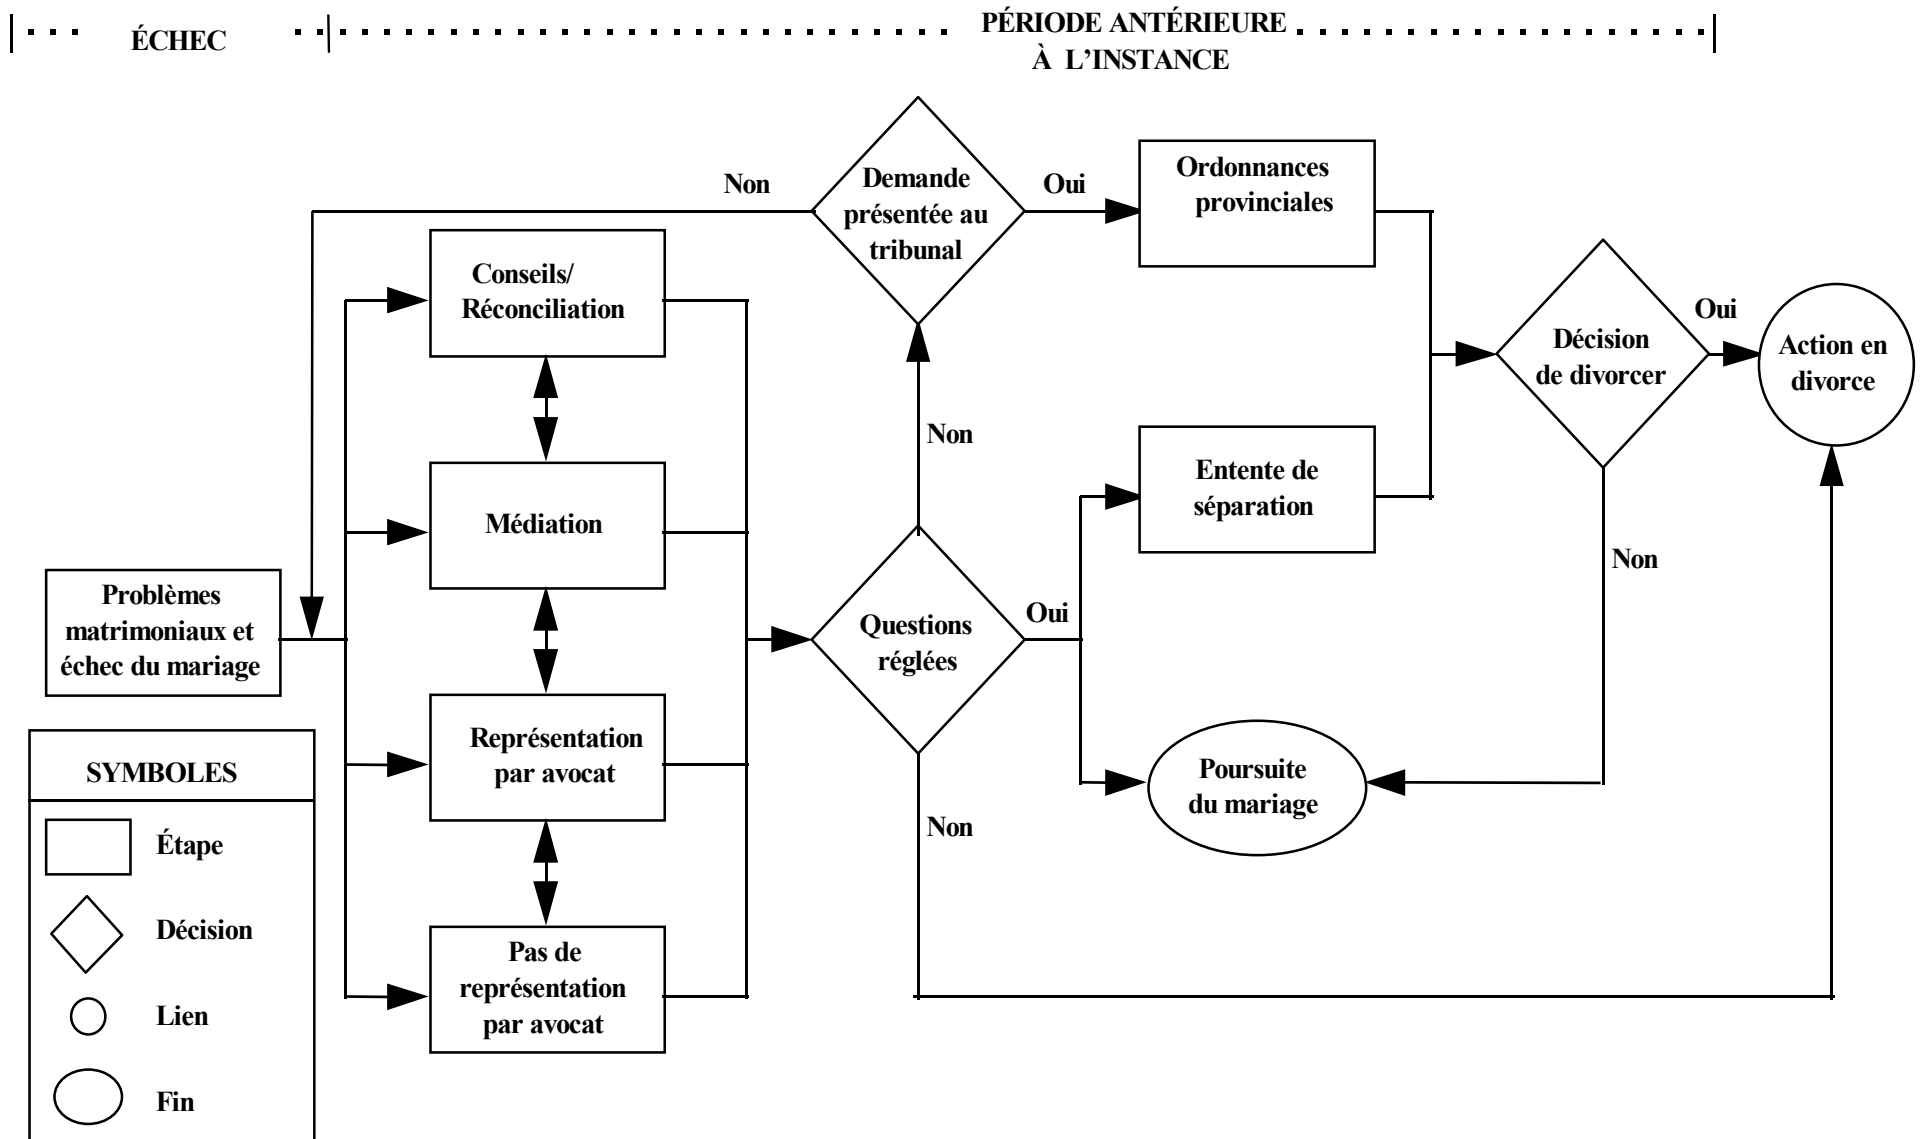 ÉCHEC
PÉRIODE ANTÉRIEURE
À L’INSTANCE
Non
Demande
présentée au
tribunal
Oui
Ordonnances
provinciales
Conseils/
Réconciliation
Décision
de divorcer
Oui
Action en
divorce
Non
Entente de
séparation
Médiation
Non
Problèmes
matrimoniaux et
échec du mariage
Questions
réglées
Oui
Représentation
par avocat
Poursuite
du mariage
Non
Pas de
représentation
par avocat
SYMBOLES
Étape
Décision
Lien
Fin